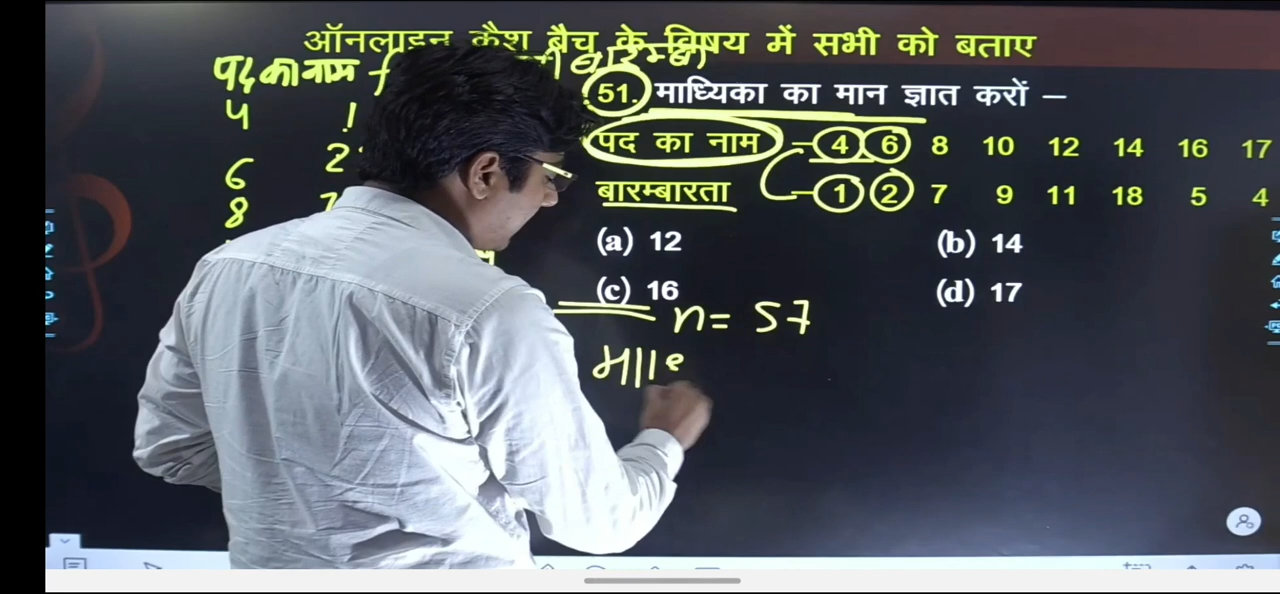 ऑनलाइन कैश बैच के विषय में सभी को बताए
पद का नाम
51. माध्यिका का मान ज्ञात करों –
4 1
पद का नाम – 4 6 8 10 12 14 16 17
6 2
बारम्बारता – 1 2 7 9 11 18 5 4
8 7
(a) 12 (b) 14
(c) 16 (d) 17
n = 57